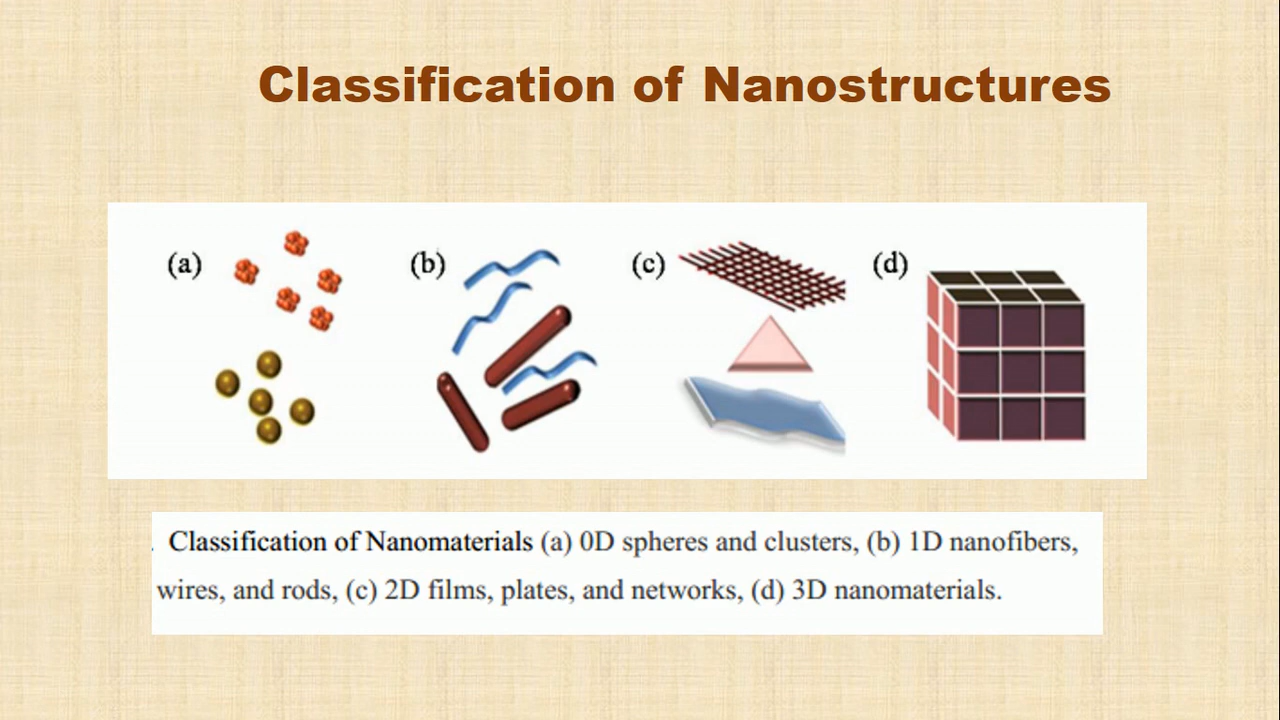 Classification of Nanostructures
(a) (b) (c) (d)
. Classification of Nanomaterials (a) 0D spheres and clusters, (b) 1D nanofibers,
wires, and rods, (c) 2D films, plates, and networks, (d) 3D nanomaterials.